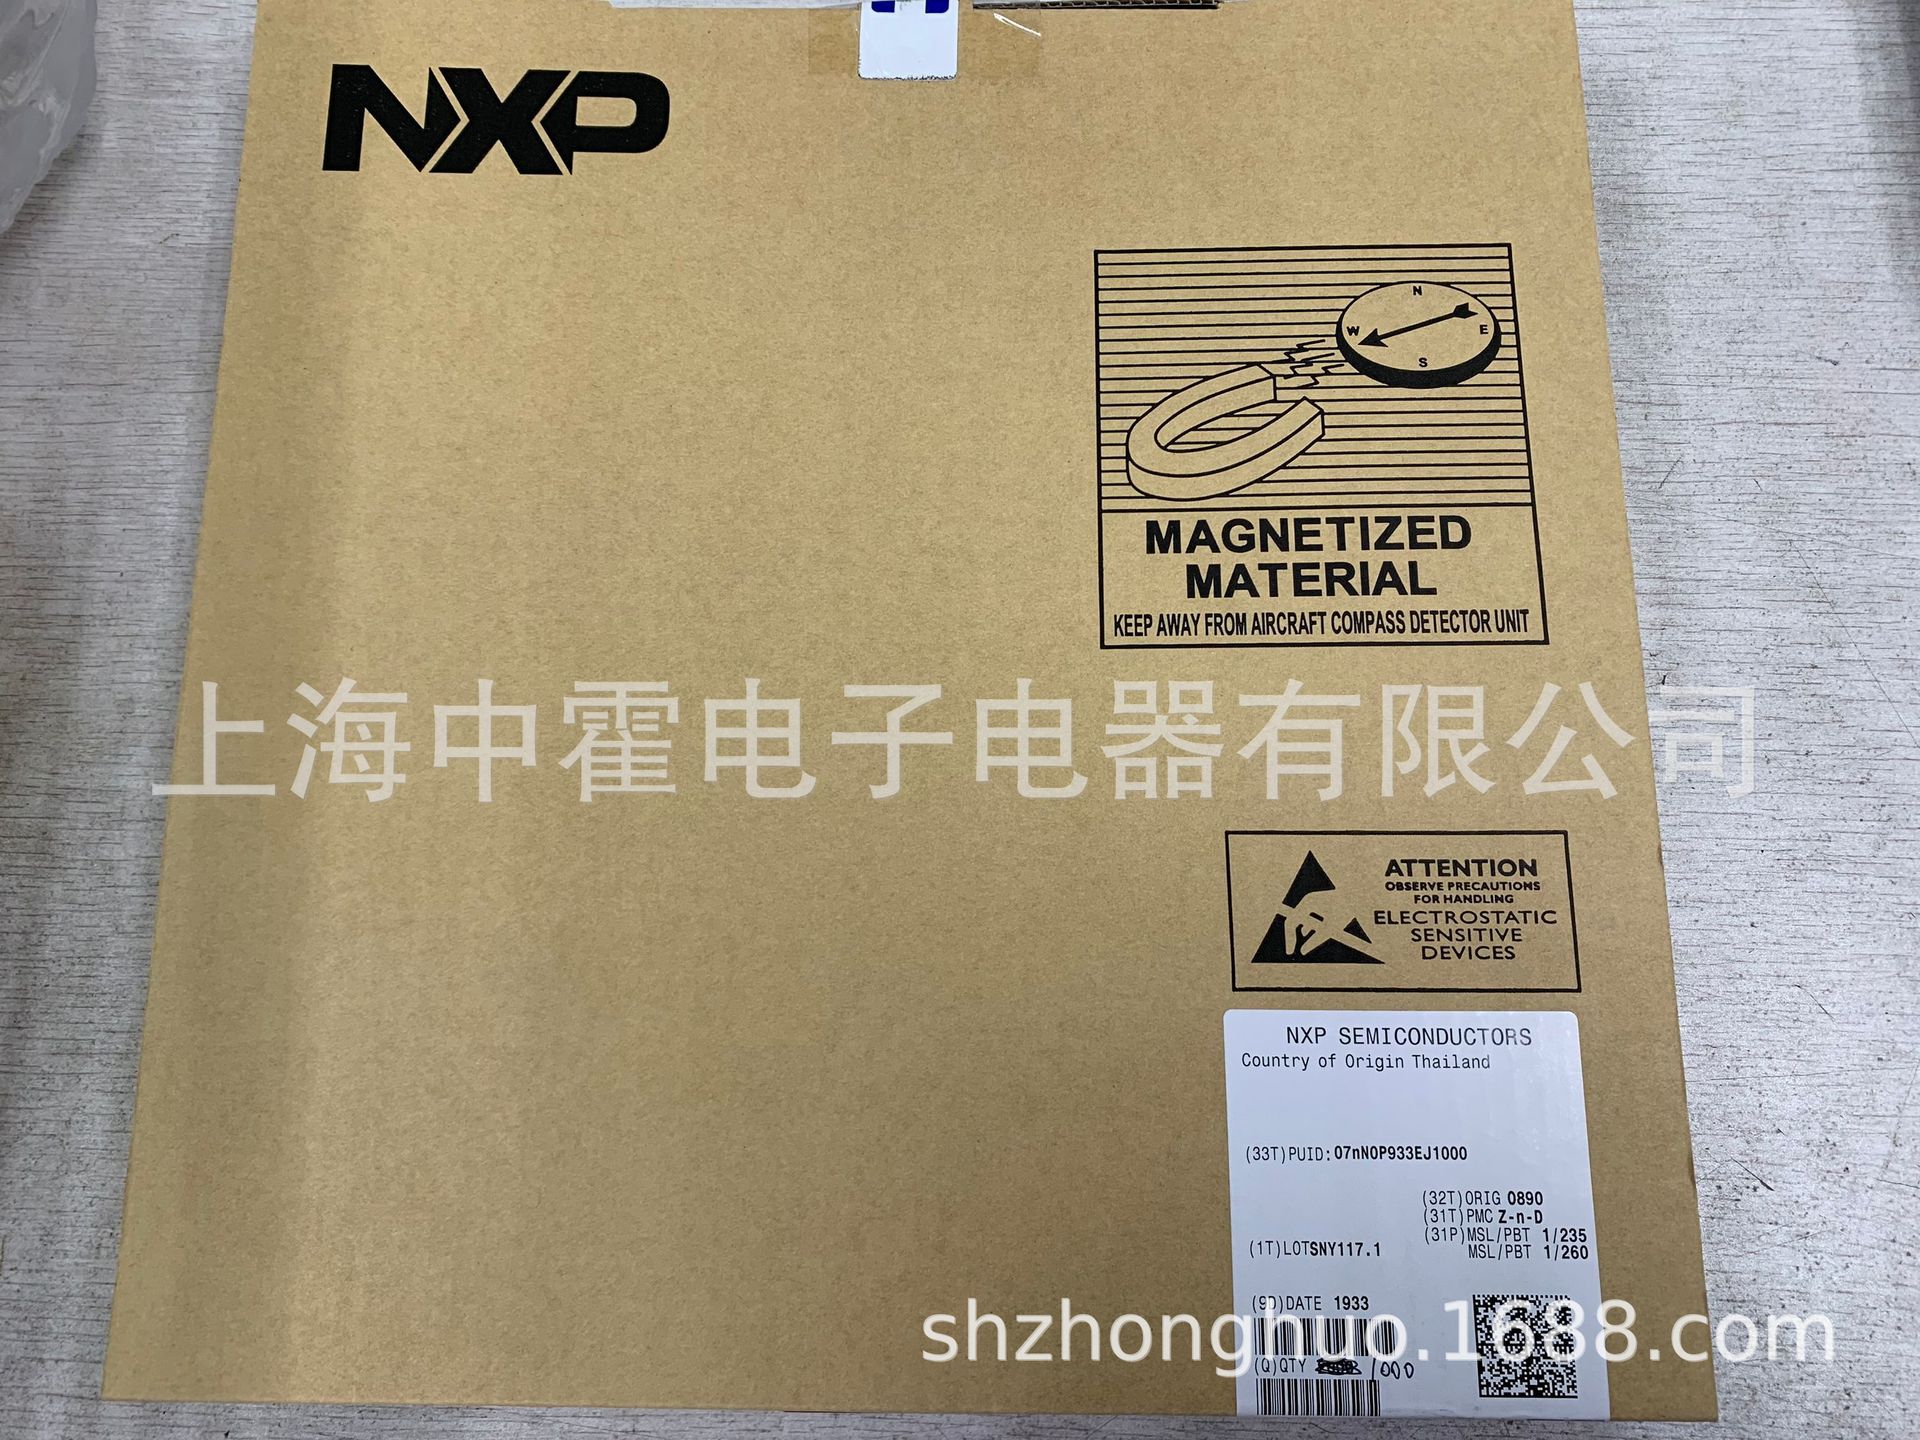 NXP
N
W E
S
MAGNETIZED
MATERIAL
KEEP AWAY FROM AIRCRAFT COMPASS DETECTOR UNIT
上海中霍电子电器有限公司
ATTENTION
OBSERVE PRECAUTIONS
FOR HANDLING
ELECTROSTATIC
SENSITIVE
DEVICES
NXP SEMICONDUCTORS
Country of Origin Thailand
(33T)PUID:07nN0P933EJ1000
(32T)ORIG 0890
(31T)PMC Z-n-D
(31P)MSL/PBT 1/235
MSL/PBT 1/260
(1T)LOTSNY117.1
(9D)DATE 1933
shzhonghuo.1688.com
(Q)QTY 1000